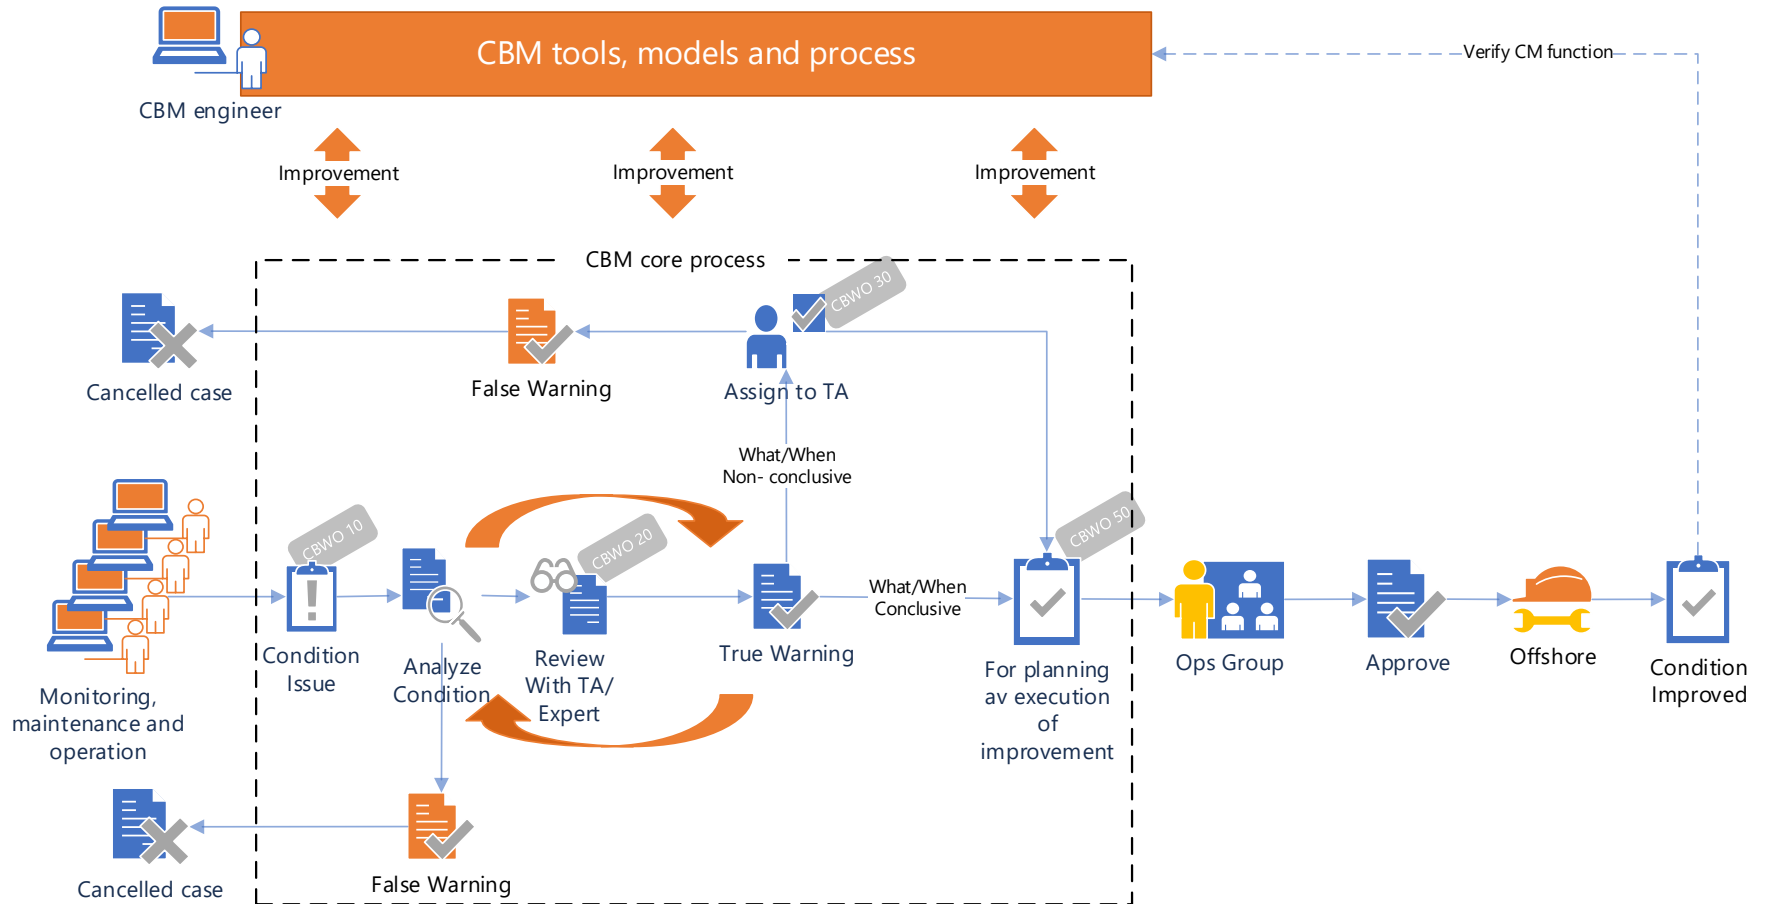 CBM tools, models and process
Verify CM function
CBM engineer
Improvement
Improvement
Improvement
CBM core process
CBWO 30
Cancelled case
False Warning
Assign to TA
What/When
Non- conclusive
CBWO 10
CBWO 20
CBWO 50
What/When
Conclusive
Monitoring,
maintenance and
operation
Condition
Issue
Analyze
Condition
Review
With TA/
Expert
True Warning
For planning
av execution
of
improvement
Ops Group
Approve
Offshore
Condition
Improved
Cancelled case
False Warning